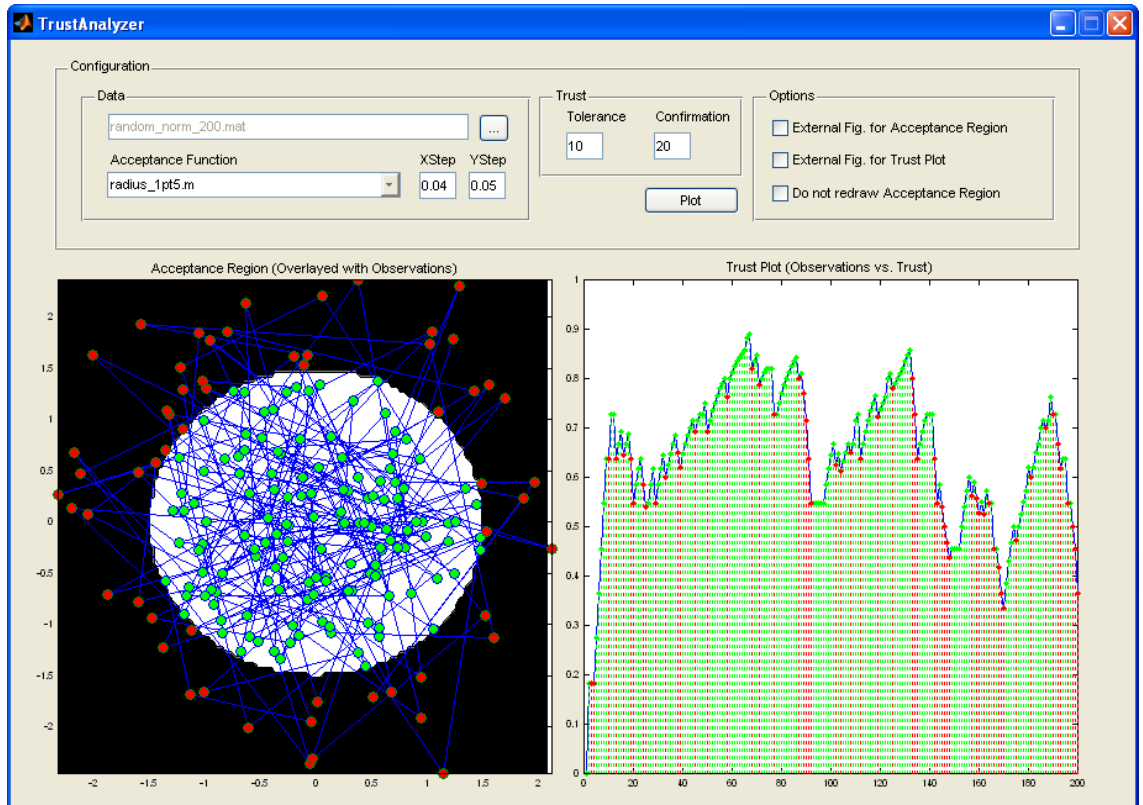 TrustAnalyzer
Configuration
Data
random_norm_200.mat
...
Acceptance Function
XStep
YStep
radius_1pt5.m
0.04
0.05
Trust
Tolerance
Confirmation
10
20
Plot
Options
External Fig. for Acceptance Region
External Fig. for Trust Plot
Do not redraw Acceptance Region
Acceptance Region (Overlayed with Observations)
2
1.5
1
0.5
0
-0.5
-1
-1.5
-2
-2 -1.5 -1 -0.5 0 0.5 1 1.5 2
Trust Plot (Observations vs. Trust)
1
0.9
0.8
0.7
0.6
0.5
0.4
0.3
0.2
0.1
0
0 20 40 60 80 100 120 140 160 180 200